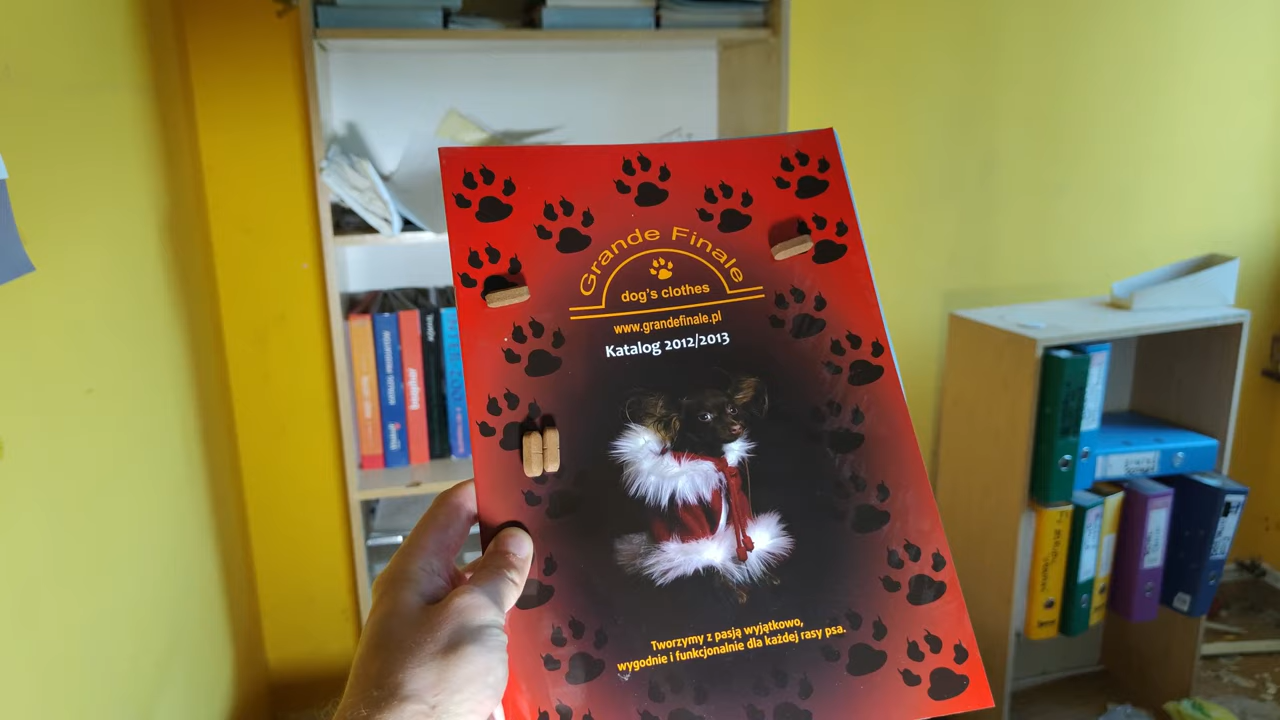 Grande Finale
dog's clothes
www.grandefinale.pl
Katalog 2012/2013
Tworzymy z pasją wyjątkowo,
wygodnie i funkcjonalnie dla każdej rasy psa.